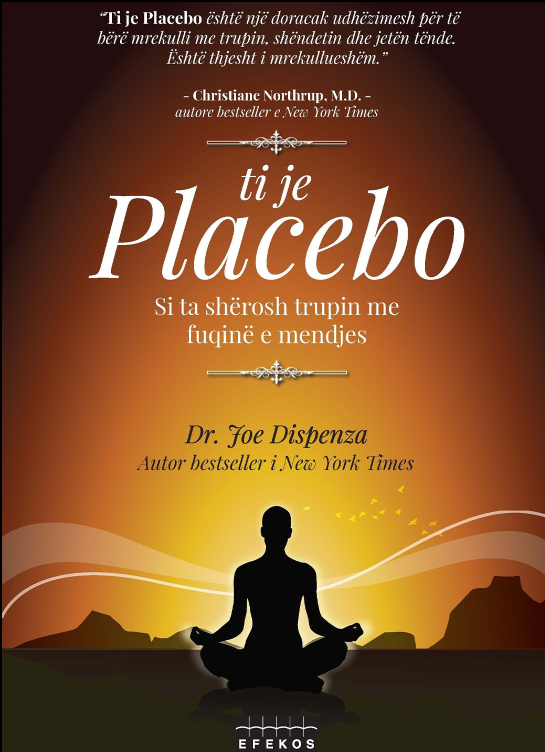 “Ti je Placebo është një doracak udhëzimesh për të
bërë mrekulli me trupin, shëndetin dhe jetën tënde.
Është thjesht i mrekullueshëm.”
- Christiane Northrup, M.D. -
autore bestseller e New York Times
ti je
Placebo
Si ta shërosh trupin me
fuqinë e mendjes
Dr. Joe Dispenza
Autor bestseller i New York Times
EFEKOS